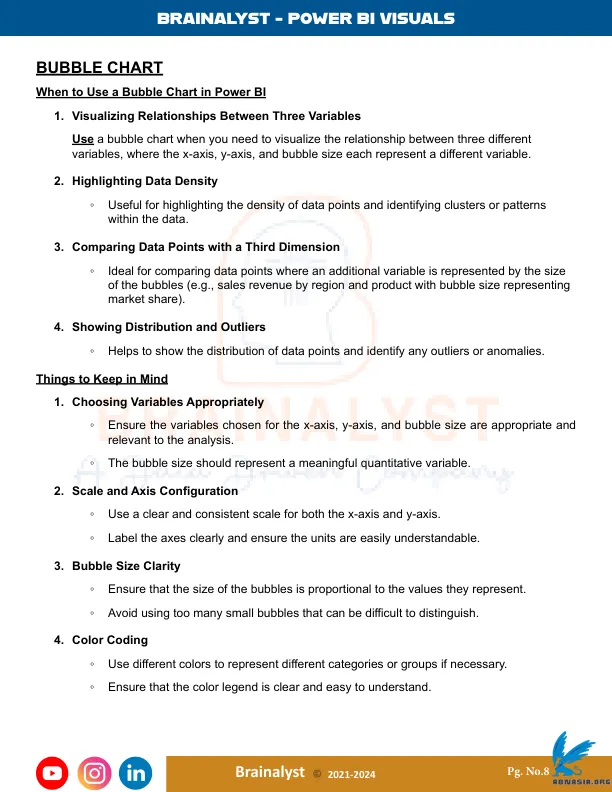 BRAINALYST - POWER BI VISUALS
BUBBLE CHART
When to Use a Bubble Chart in Power BI
1. Visualizing Relationships Between Three Variables
Use a bubble chart when you need to visualize the relationship between three different
variables, where the x-axis, y-axis, and bubble size each represent a different variable.
2. Highlighting Data Density
◦ Useful for highlighting the density of data points and identifying clusters or patterns
within the data.
3. Comparing Data Points with a Third Dimension
◦ Ideal for comparing data points where an additional variable is represented by the size
of the bubbles (e.g., sales revenue by region and product with bubble size representing
market share).
4. Showing Distribution and Outliers
◦ Helps to show the distribution of data points and identify any outliers or anomalies.
Things to Keep in Mind
1. Choosing Variables Appropriately
◦ Ensure the variables chosen for the x-axis, y-axis, and bubble size are appropriate and
relevant to the analysis.
BRAINALYST
◦ The bubble size should represent a meaningful quantitative variable.
A Data Driven Company
2. Scale and Axis Configuration
◦ Use a clear and consistent scale for both the x-axis and y-axis.
◦ Label the axes clearly and ensure the units are easily understandable.
3. Bubble Size Clarity
◦ Ensure that the size of the bubbles is proportional to the values they represent.
◦ Avoid using too many small bubbles that can be difficult to distinguish.
4. Color Coding
◦ Use different colors to represent different categories or groups if necessary.
◦ Ensure that the color legend is clear and easy to understand.
in
Brainalyst © 2021-2024
Pg. No.8
ABNASIA.ORG